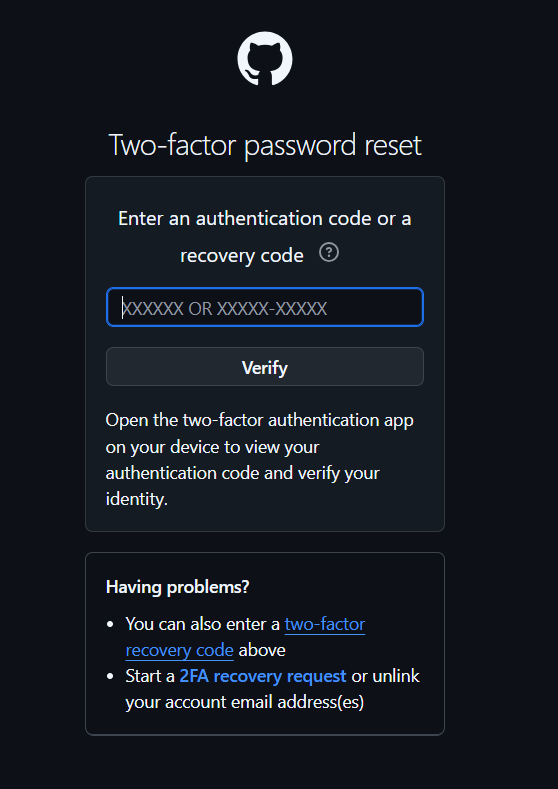 Two-factor password reset
Enter an authentication code or a
recovery code
XXXXXX OR XXXXX-XXXXX
Verify
Open the two-factor authentication app
on your device to view your
authentication code and verify your
identity.
Having problems?
• You can also enter a two-factor
recovery code above
• Start a 2FA recovery request or unlink
your account email address(es)